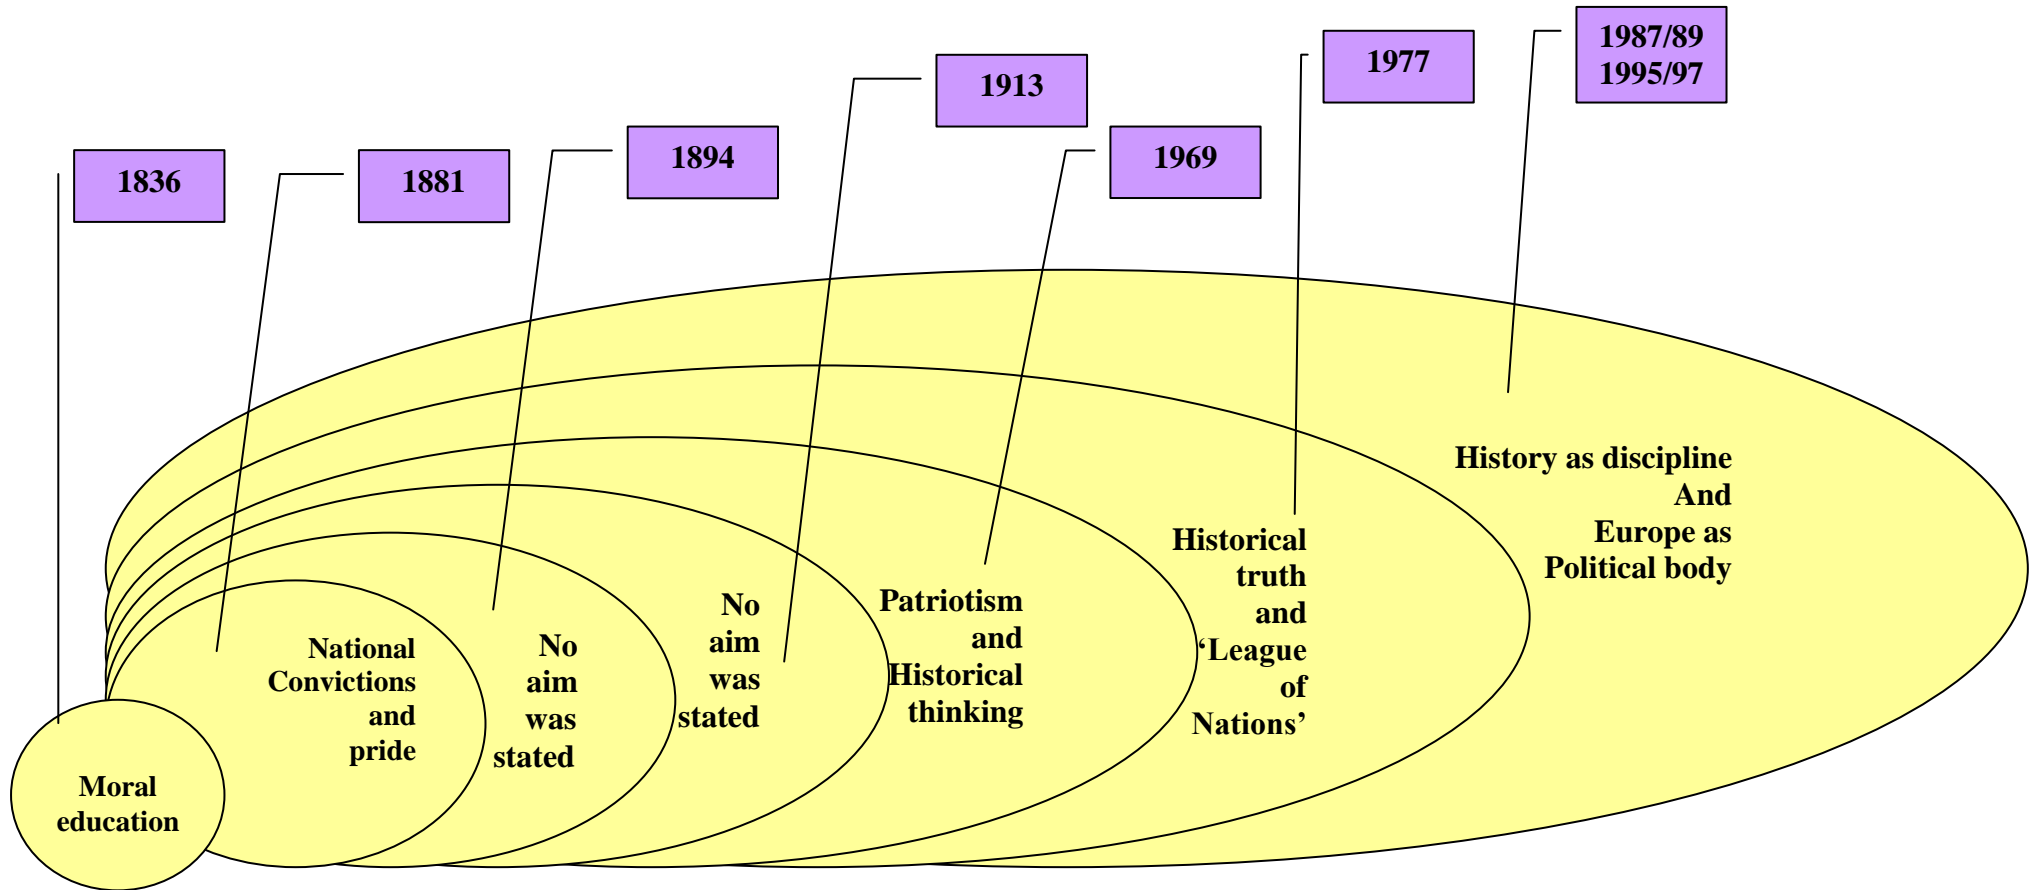 1836
1881
1894
1913
1969
1977
1987/89
1995/97
Moral
education
National
Convictions
and
pride
No
aim
was
stated
No
aim
was
stated
Patriotism
and
Historical
thinking
Historical
truth
and
‘League
of
Nations’
History as discipline
And
Europe as
Political body